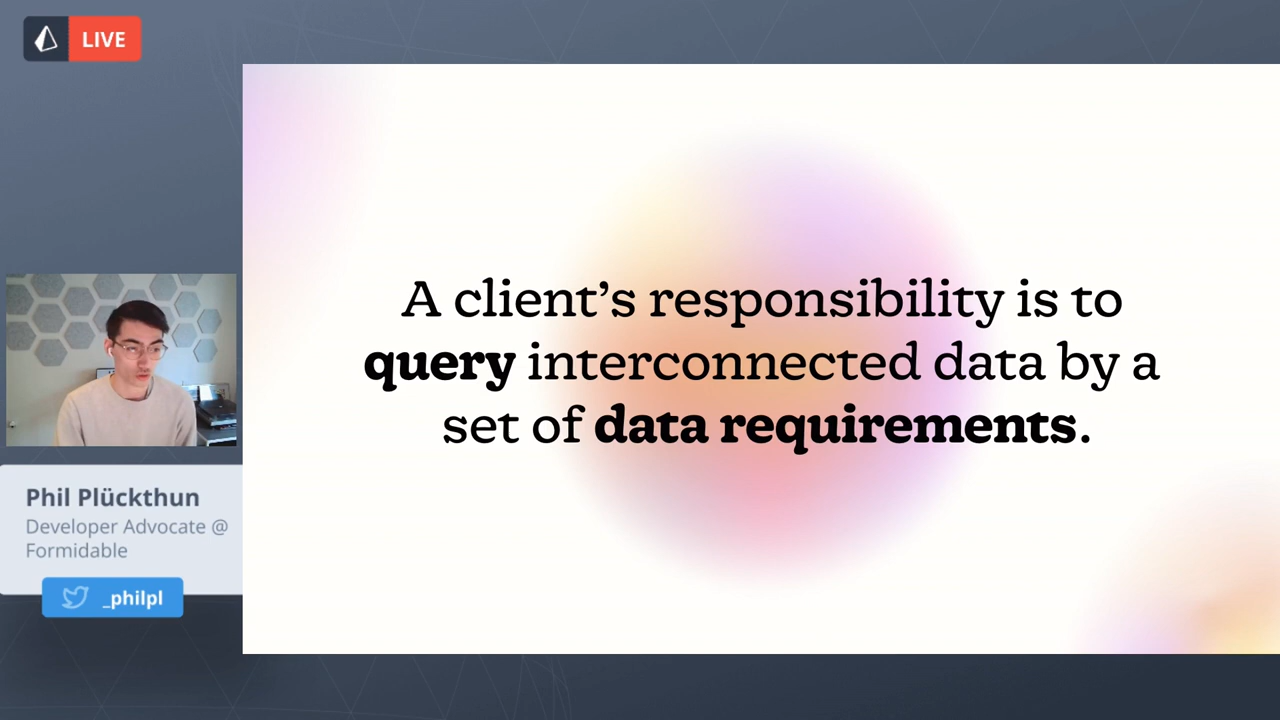 LIVE
A client’s responsibility is to
query interconnected data by a
set of data requirements.
Phil Plückthun
Developer Advocate @
Formidable
_philpl